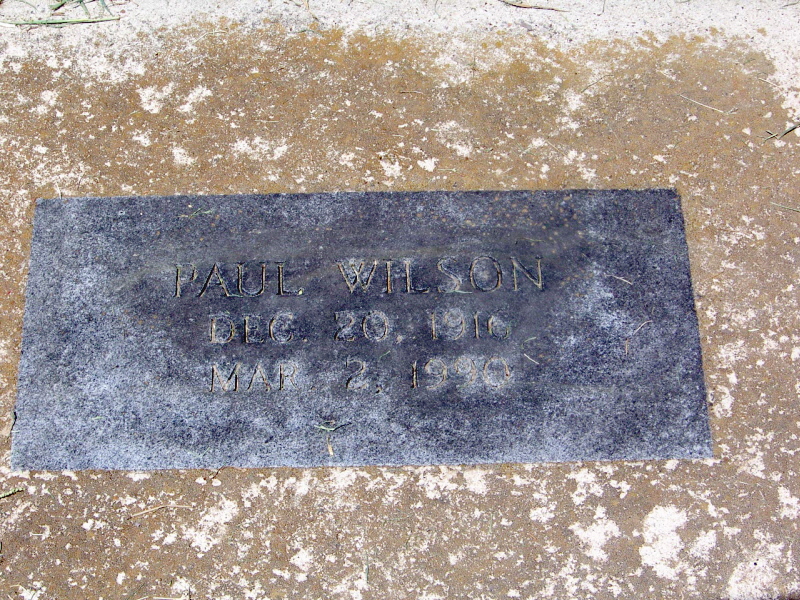 PAUL WILSON
DEC. 20, 1916
MAR. 2, 1990